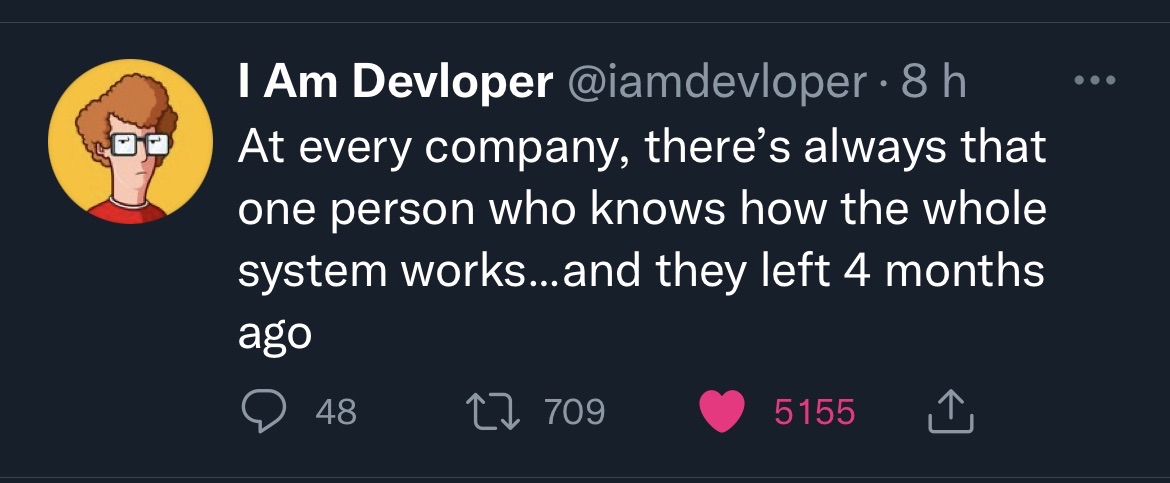 I Am Devloper @iamdevloper · 8 h
At every company, there’s always that
one person who knows how the whole
system works...and they left 4 months
ago
48 709 5155